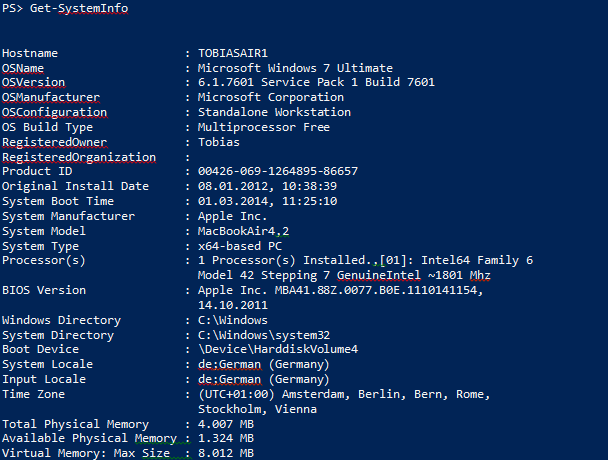 PS> Get-SystemInfo
Hostname : TOBIASAIR1
OSName : Microsoft Windows 7 Ultimate
OSVersion : 6.1.7601 Service Pack 1 Build 7601
OSManufacturer : Microsoft Corporation
OSConfiguration : Standalone Workstation
OS Build Type : Multiprocessor Free
RegisteredOwner : Tobias
RegisteredOrganization :
Product ID : 00426-069-1264895-86657
Original Install Date : 08.01.2012, 10:38:39
System Boot Time : 01.03.2014, 11:25:10
System Manufacturer : Apple Inc.
System Model : MacBookAir4,2
System Type : x64-based PC
Processor(s) : 1 Processor(s) Installed.,[01]: Intel64 Family 6
Model 42 Stepping 7 GenuineIntel ~1801 Mhz
BIOS Version : Apple Inc. MBA41.88Z.0077.B0E.1110141154,
14.10.2011
Windows Directory : C:\Windows
System Directory : C:\Windows\system32
Boot Device : \Device\HarddiskVolume4
System Locale : de;German (Germany)
Input Locale : de;German (Germany)
Time Zone : (UTC+01:00) Amsterdam, Berlin, Bern, Rome,
Stockholm, Vienna
Total Physical Memory : 4.007 MB
Available Physical Memory : 1.324 MB
Virtual Memory: Max Size : 8.012 MB